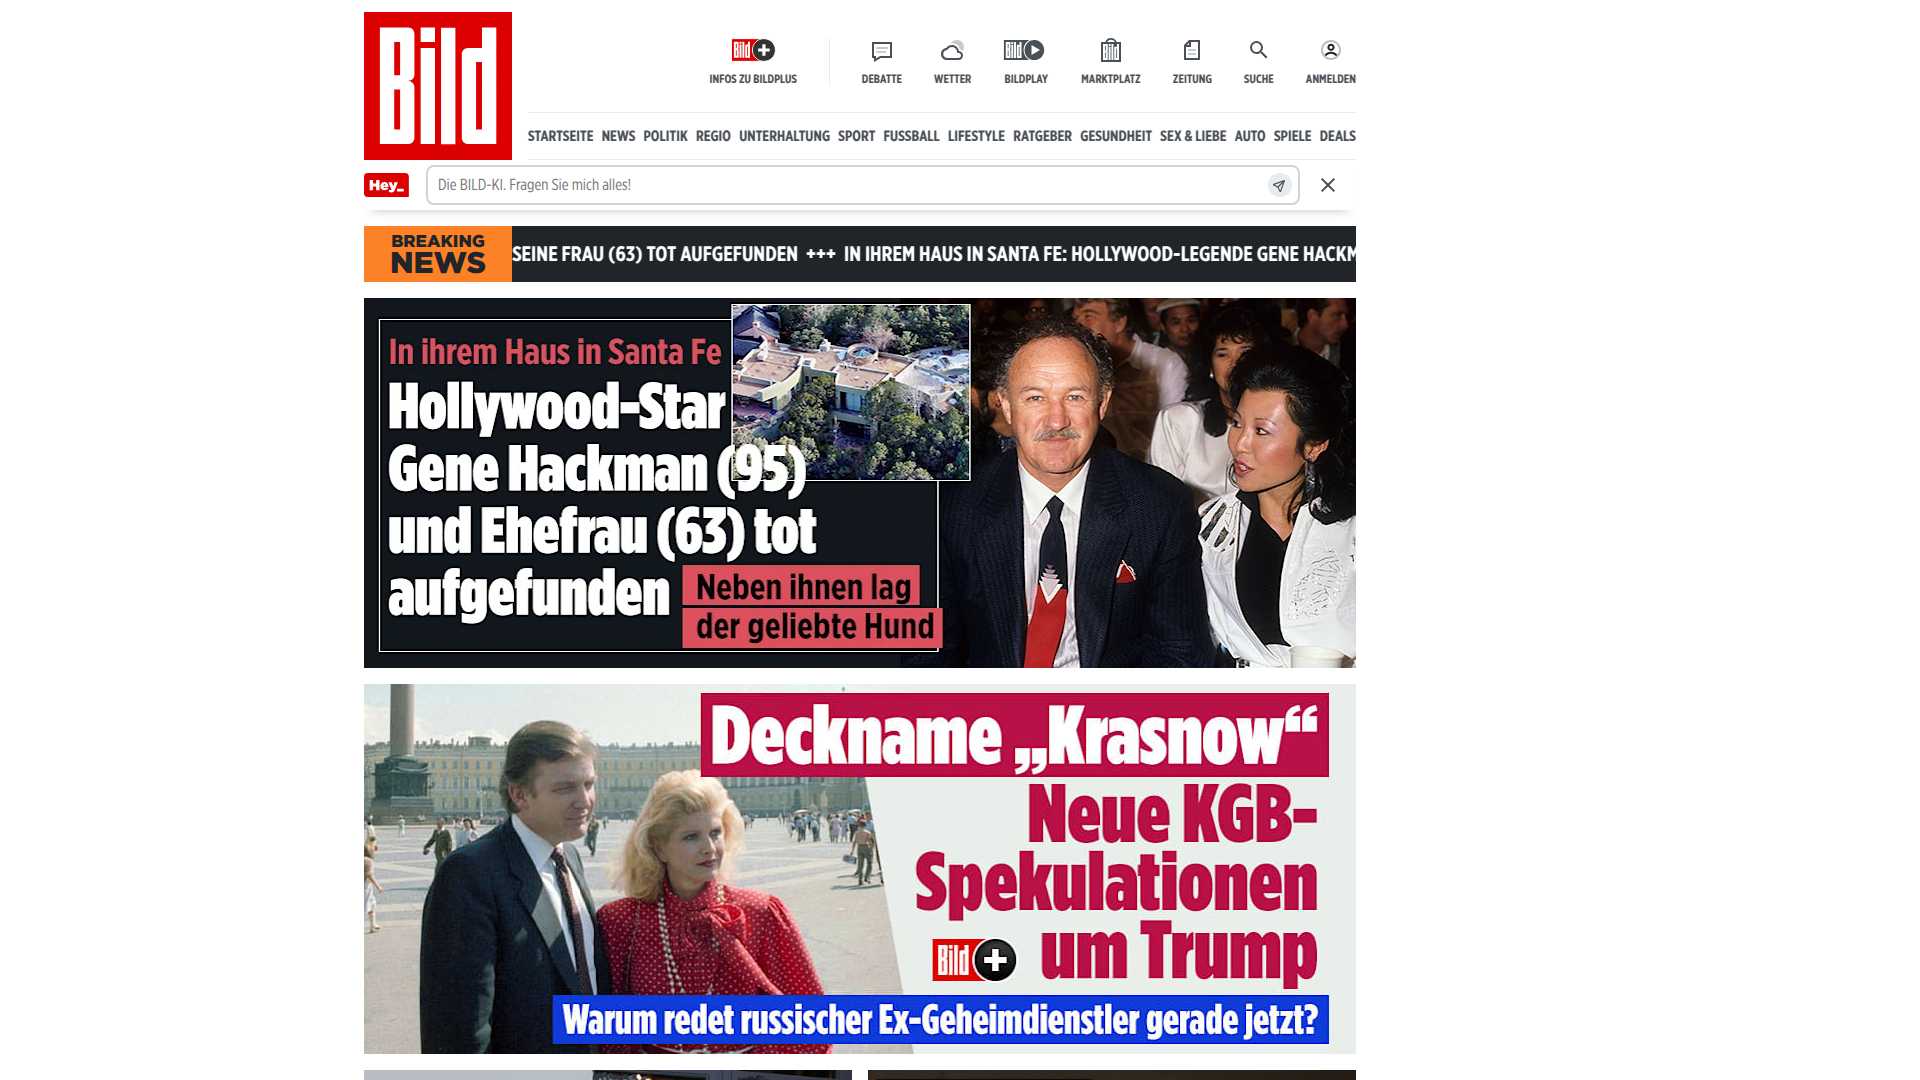 Bild
Bild
INFOS ZU BILDPLUS
DEBATTE
WETTER
Bild
BILDPLAY
Bild
MARKTPLATZ
ZEITUNG
SUCHE
ANMELDEN
STARTSEITE NEWS POLITIK REGIO UNTERHALTUNG SPORT FUSSBALL LIFESTYLE RATGEBER GESUNDHEIT SEX & LIEBE AUTO SPIELE DEALS
Hey_
Die BILD-KI. Fragen Sie mich alles!
BREAKING
NEWS
SEINE FRAU (63) TOT AUFGEFUNDEN +++ IN IHREM HAUS IN SANTA FE: HOLLYWOOD-LEGENDE GENE HACKM
In ihrem Haus in Santa Fe
Hollywood-Star
Gene Hackman (95)
und Ehefrau (63) tot
aufgefunden
Neben ihnen lag
der geliebte Hund
Deckname „Krasnow“
Neue KGB-
Spekulationen
Bild+ um Trump
Warum redet russischer Ex-Geheimdienstler gerade jetzt?